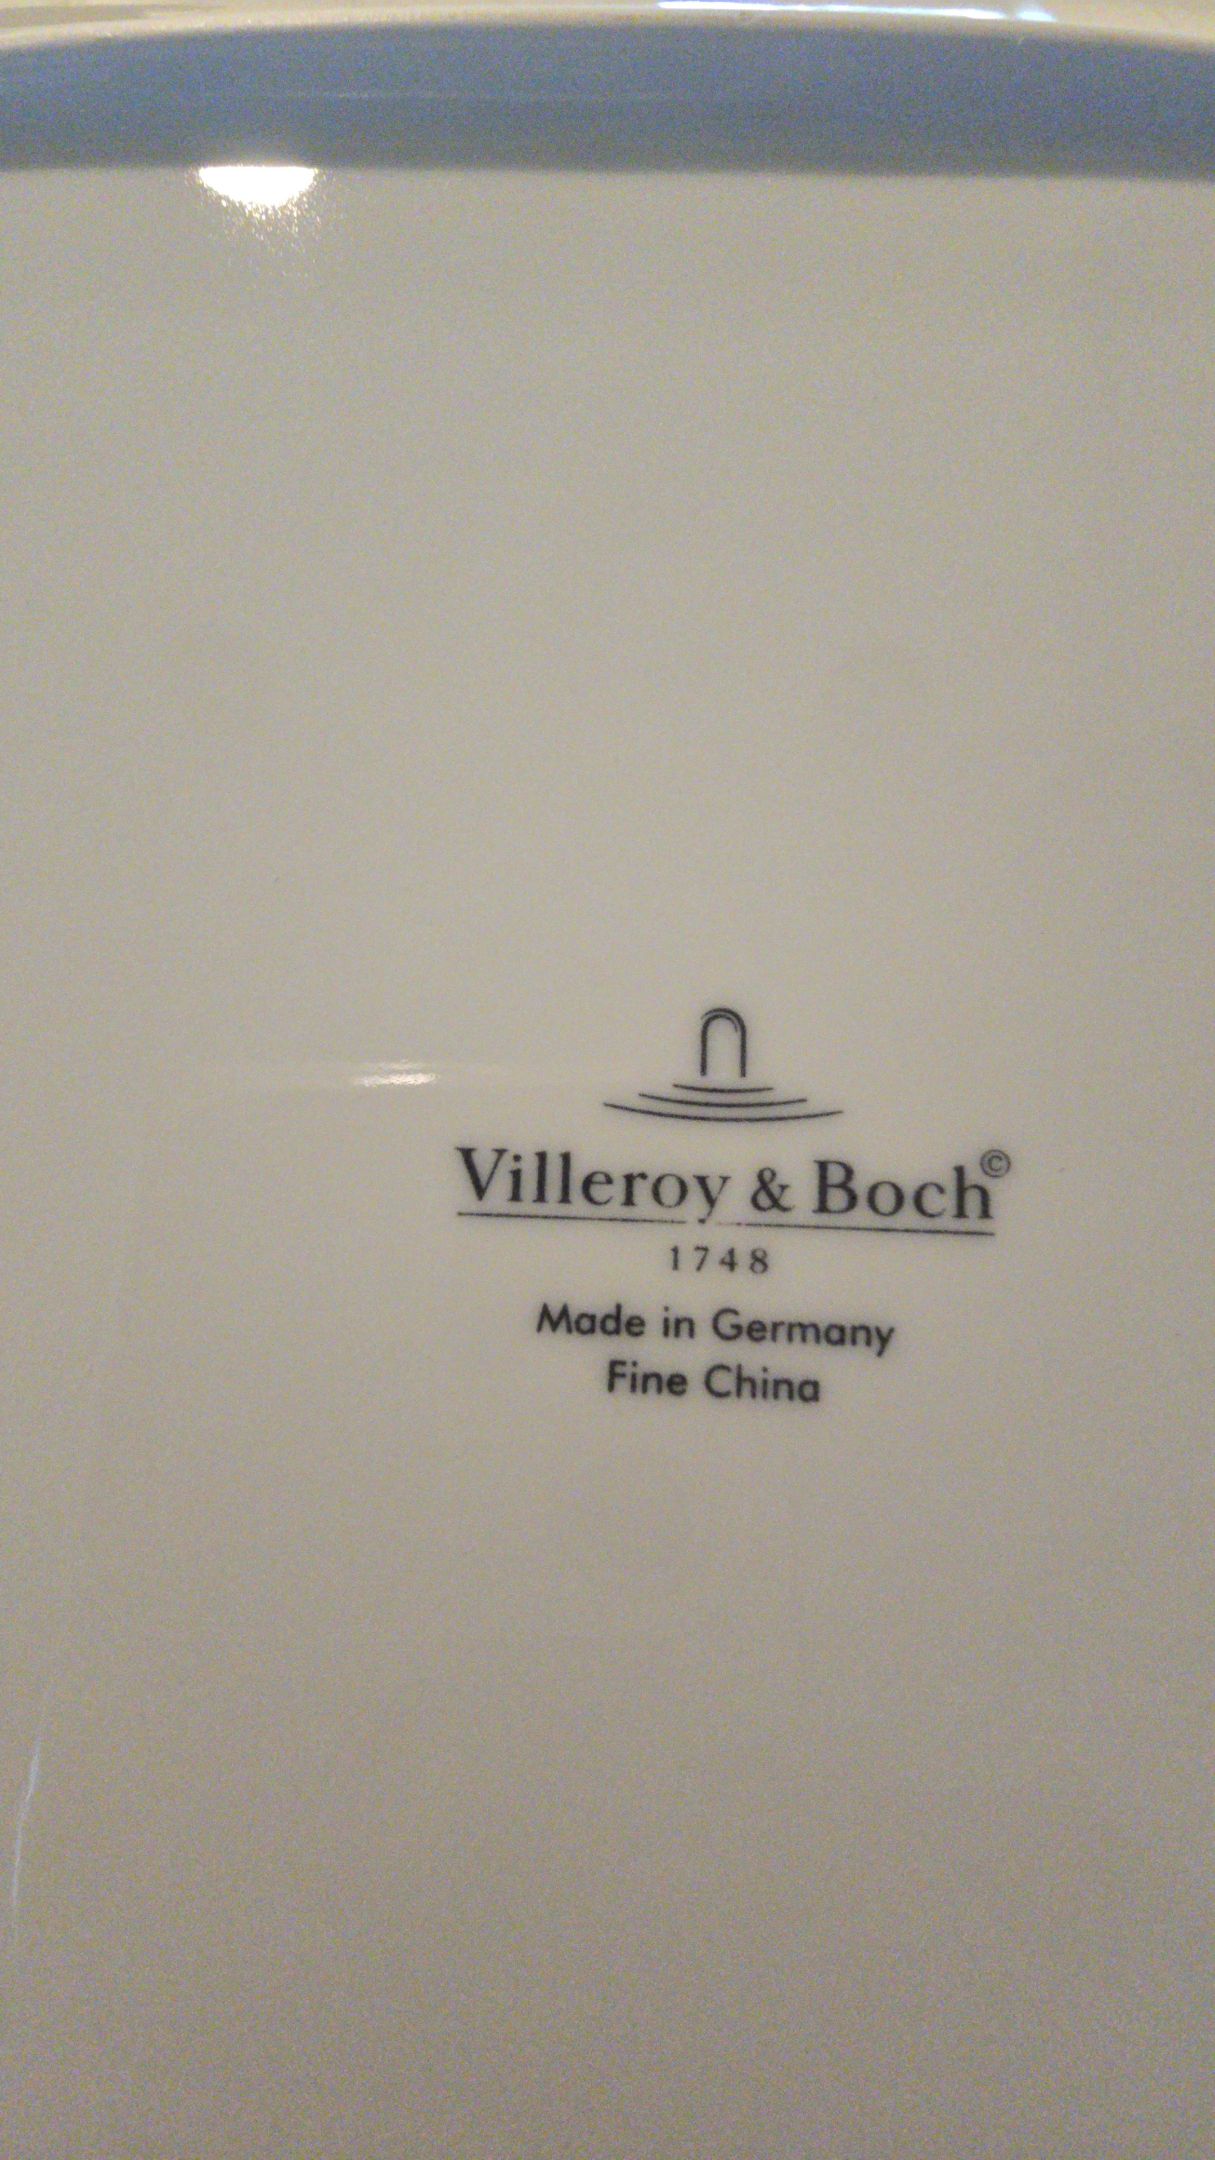 Villeroy & Boch©
1748
Made in Germany
Fine China